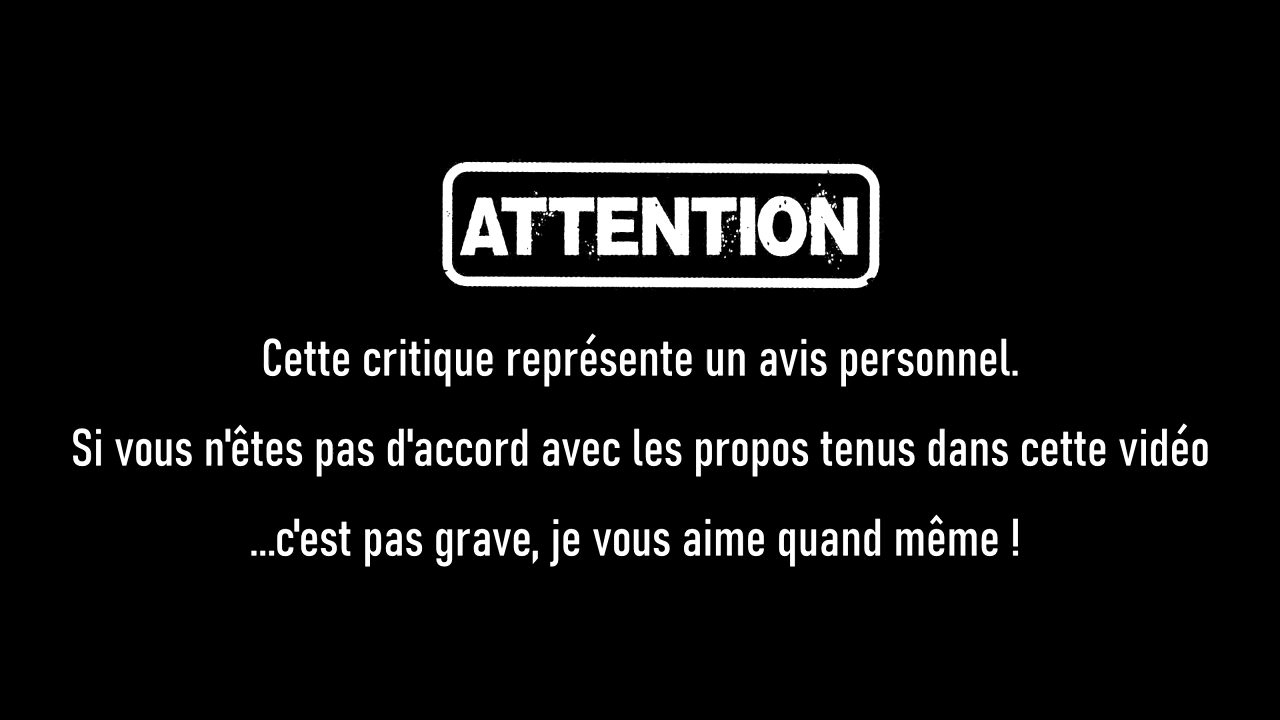 ATTENTION
Cette critique représente un avis personnel.
Si vous n'êtes pas d'accord avec les propos tenus dans cette vidéo
...c'est pas grave, je vous aime quand même !